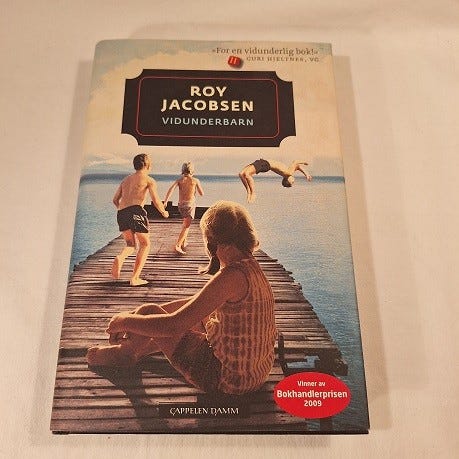 »For en vidunderlig bok!«
GURI HJELTNES, VG
ROY
JACOBSEN
VIDUNDERBARN
Vinner av
Bokhandlerprisen
2009
CAPPELEN DAMM